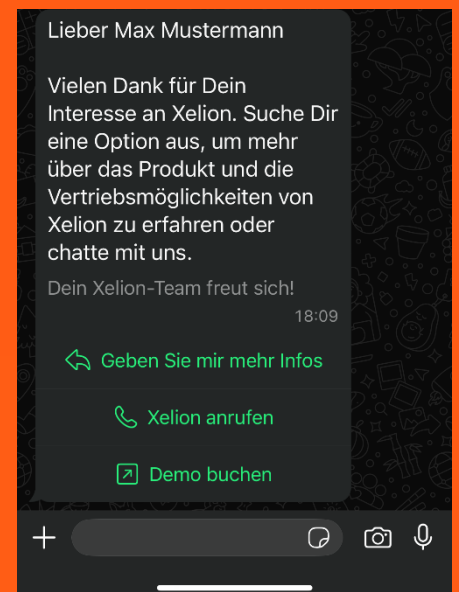 Lieber Max Mustermann
Vielen Dank für Dein
Interesse an Xelion. Suche Dir
eine Option aus, um mehr
über das Produkt und die
Vertriebsmöglichkeiten von
Xelion zu erfahren oder
chatte mit uns.
Dein Xelion-Team freut sich!
18:09
Geben Sie mir mehr Infos
Xelion anrufen
Demo buchen